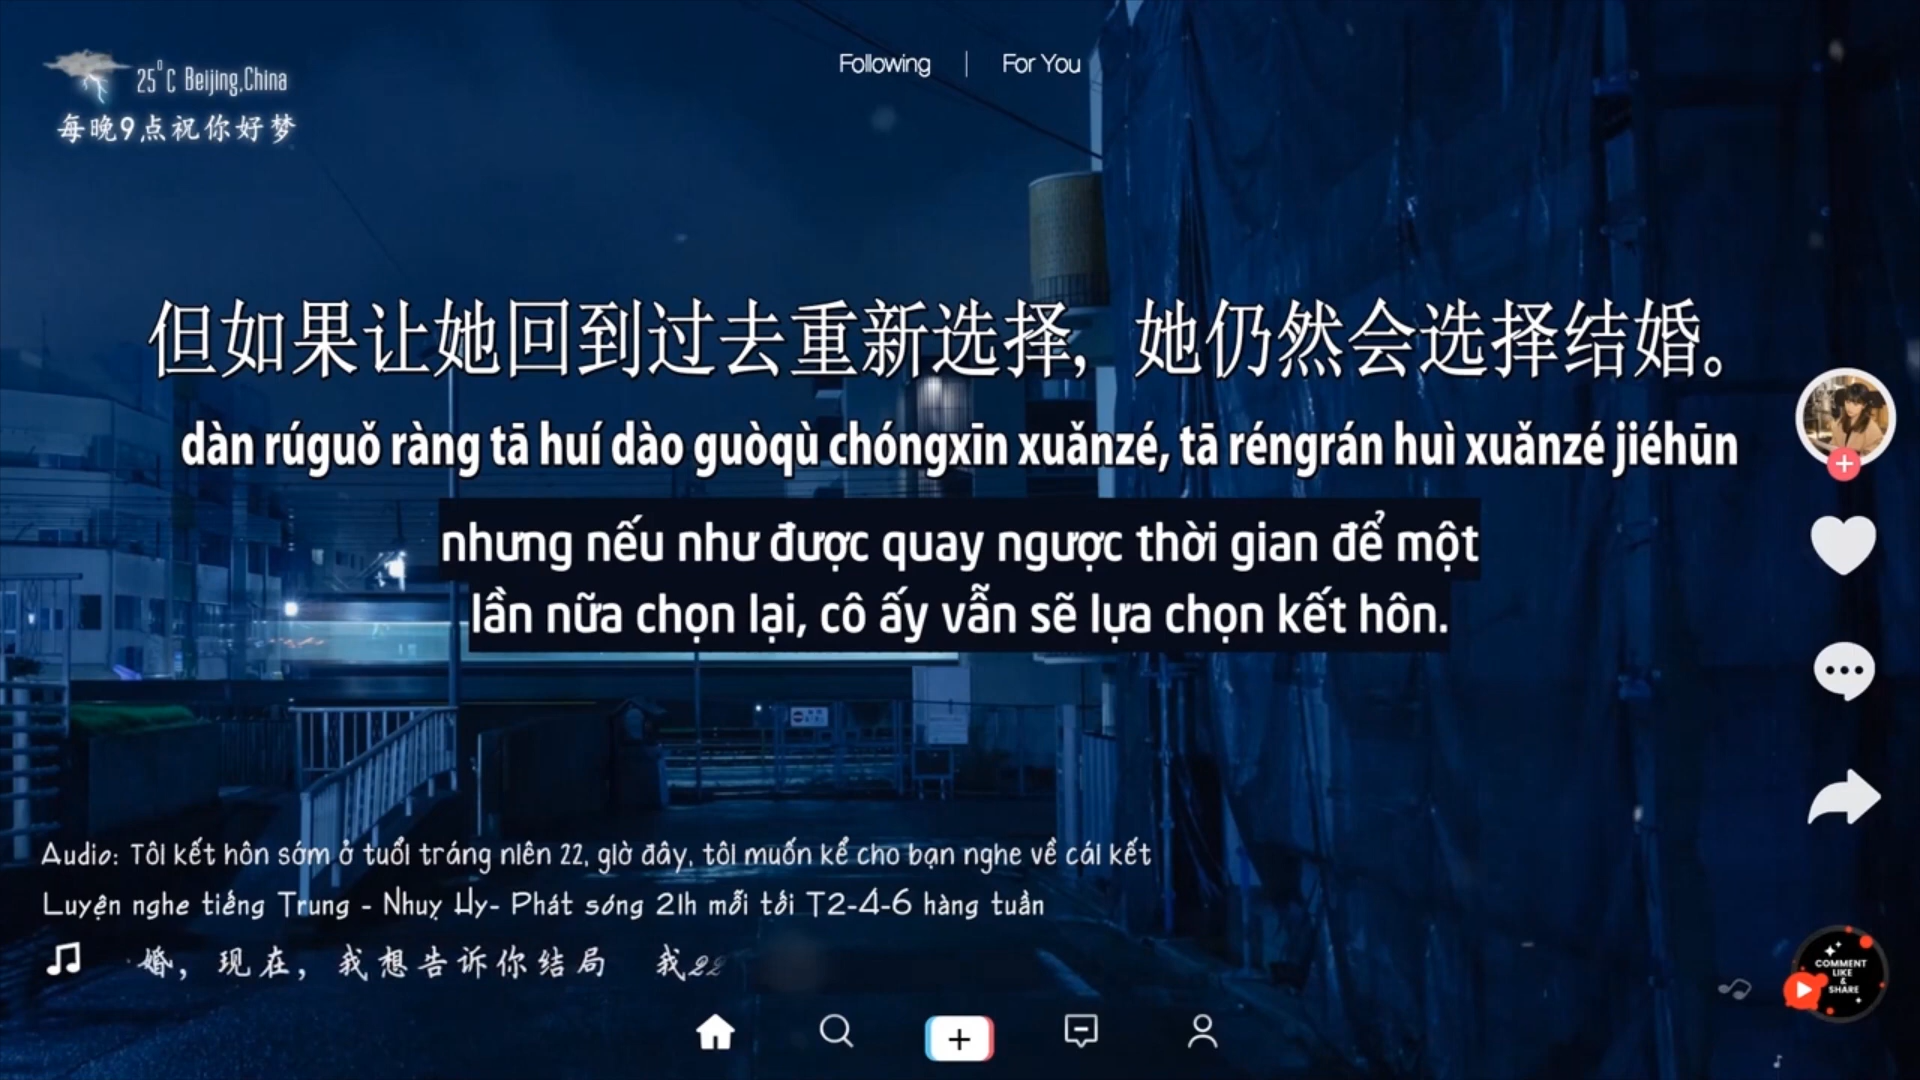 25°C Beijing,China
每晚9点祝你好梦
Following | For You
但如果让她回到过去重新选择，她仍然会选择结婚。
dàn rúguǒ ràng tā huí dào guòqù chóngxīn xuǎnzé, tā réngrán huì xuǎnzé jiéhūn
nhưng nếu như được quay ngược thời gian để một
lần nữa chọn lại, cô ấy vẫn sẽ lựa chọn kết hôn.
Audio: Tôi kết hôn sớm ở tuổi tráng niên 22, giờ đây, tôi muốn kể cho bạn nghe về cái kết
Luyện nghe tiếng Trung - Nhuỵ Hy- Phát sóng 21h mỗi tối T2-4-6 hàng tuần
婚，现在，我想告诉你结局 我22
COMMENT
LIKE
&
SHARE